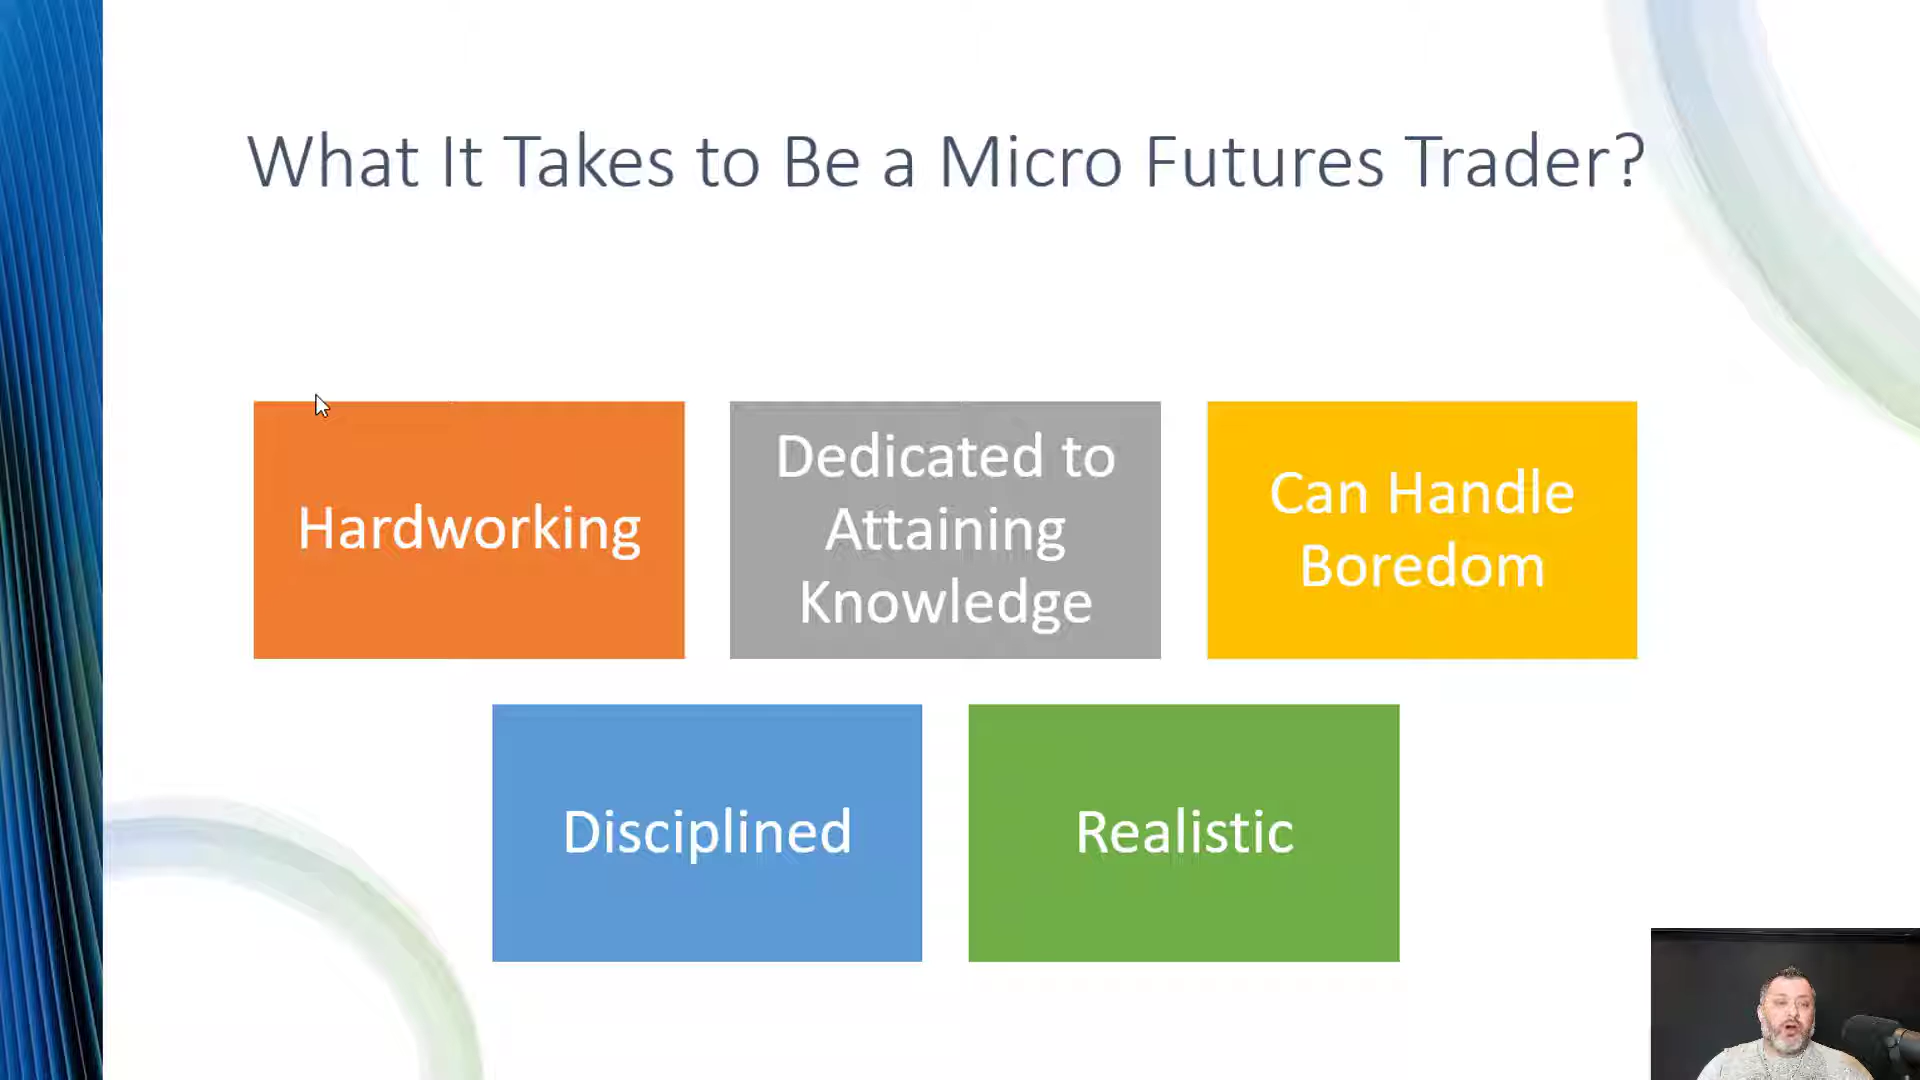 What It Takes to Be a Micro Futures Trader?
Hardworking
Dedicated to
Attaining
Knowledge
Can Handle
Boredom
Disciplined
Realistic